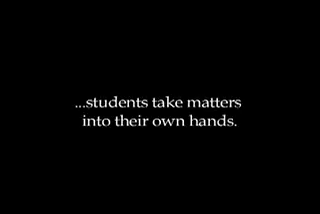 ...students take matters
into their own hands.